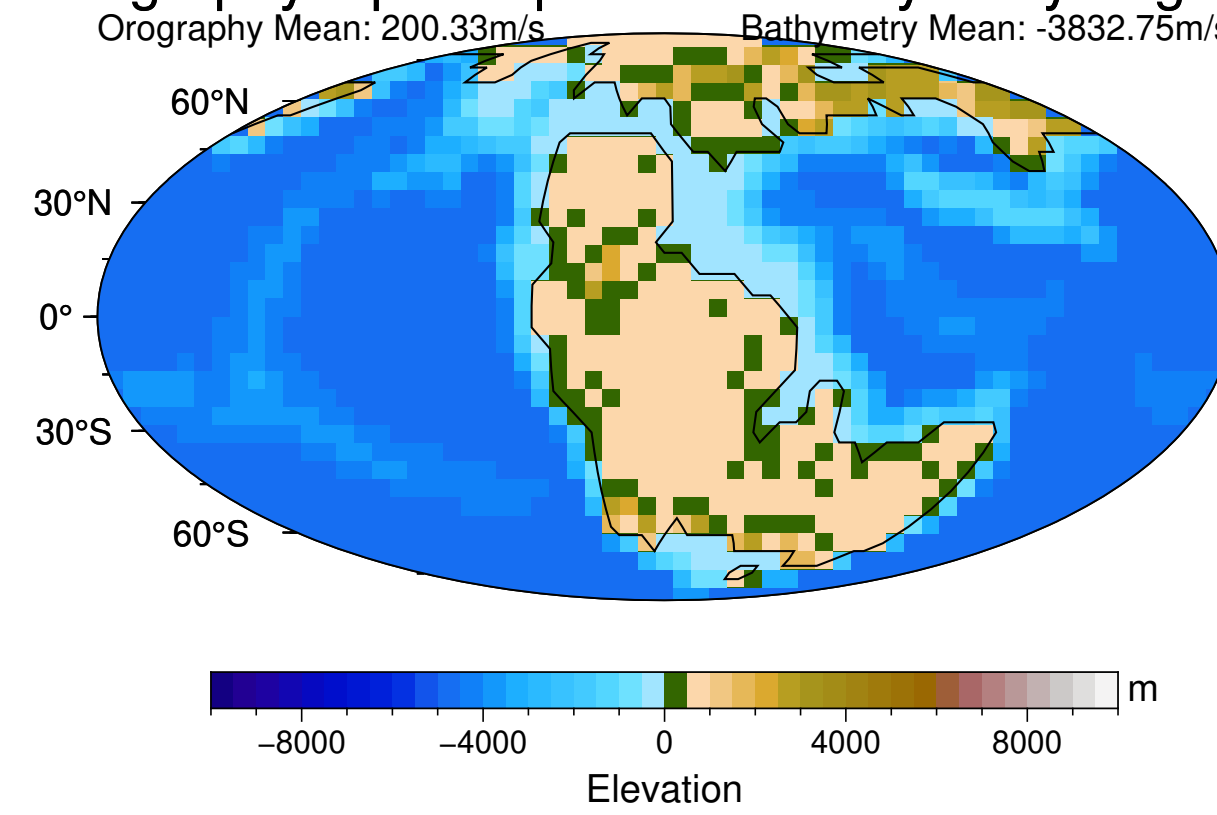 Orography Mean: 200.33m/s Bathymetry Mean: -3832.75m/s
60°N
30°N
0°
30°S
60°S
m
−8000 −4000 0 4000 8000
Elevation